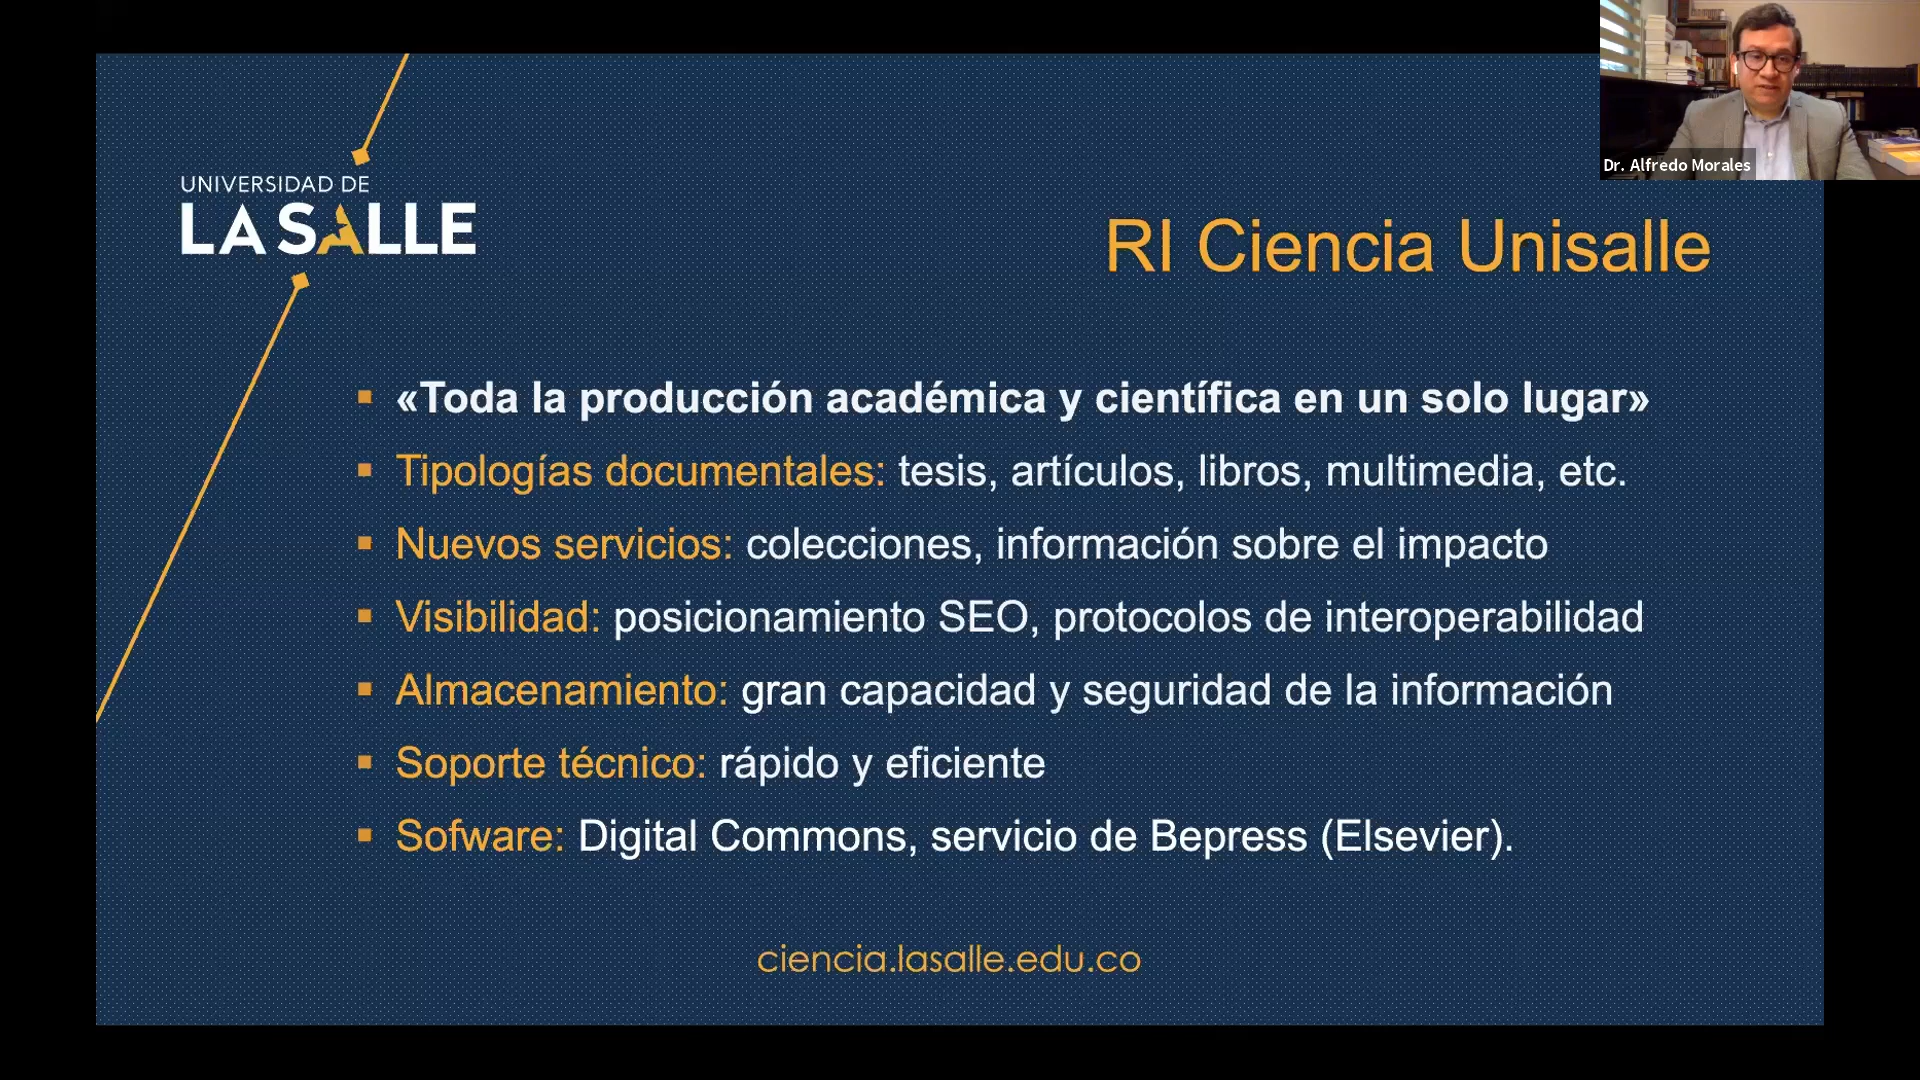 Dr. Alfredo Morales
UNIVERSIDAD DE
LA SALLE
RI Ciencia Unisalle
«Toda la producción académica y científica en un solo lugar»
Tipologías documentales: tesis, artículos, libros, multimedia, etc.
Nuevos servicios: colecciones, información sobre el impacto
Visibilidad: posicionamiento SEO, protocolos de interoperabilidad
Almacenamiento: gran capacidad y seguridad de la información
Soporte técnico: rápido y eficiente
Sofware: Digital Commons, servicio de Bepress (Elsevier).
ciencia.lasalle.edu.co